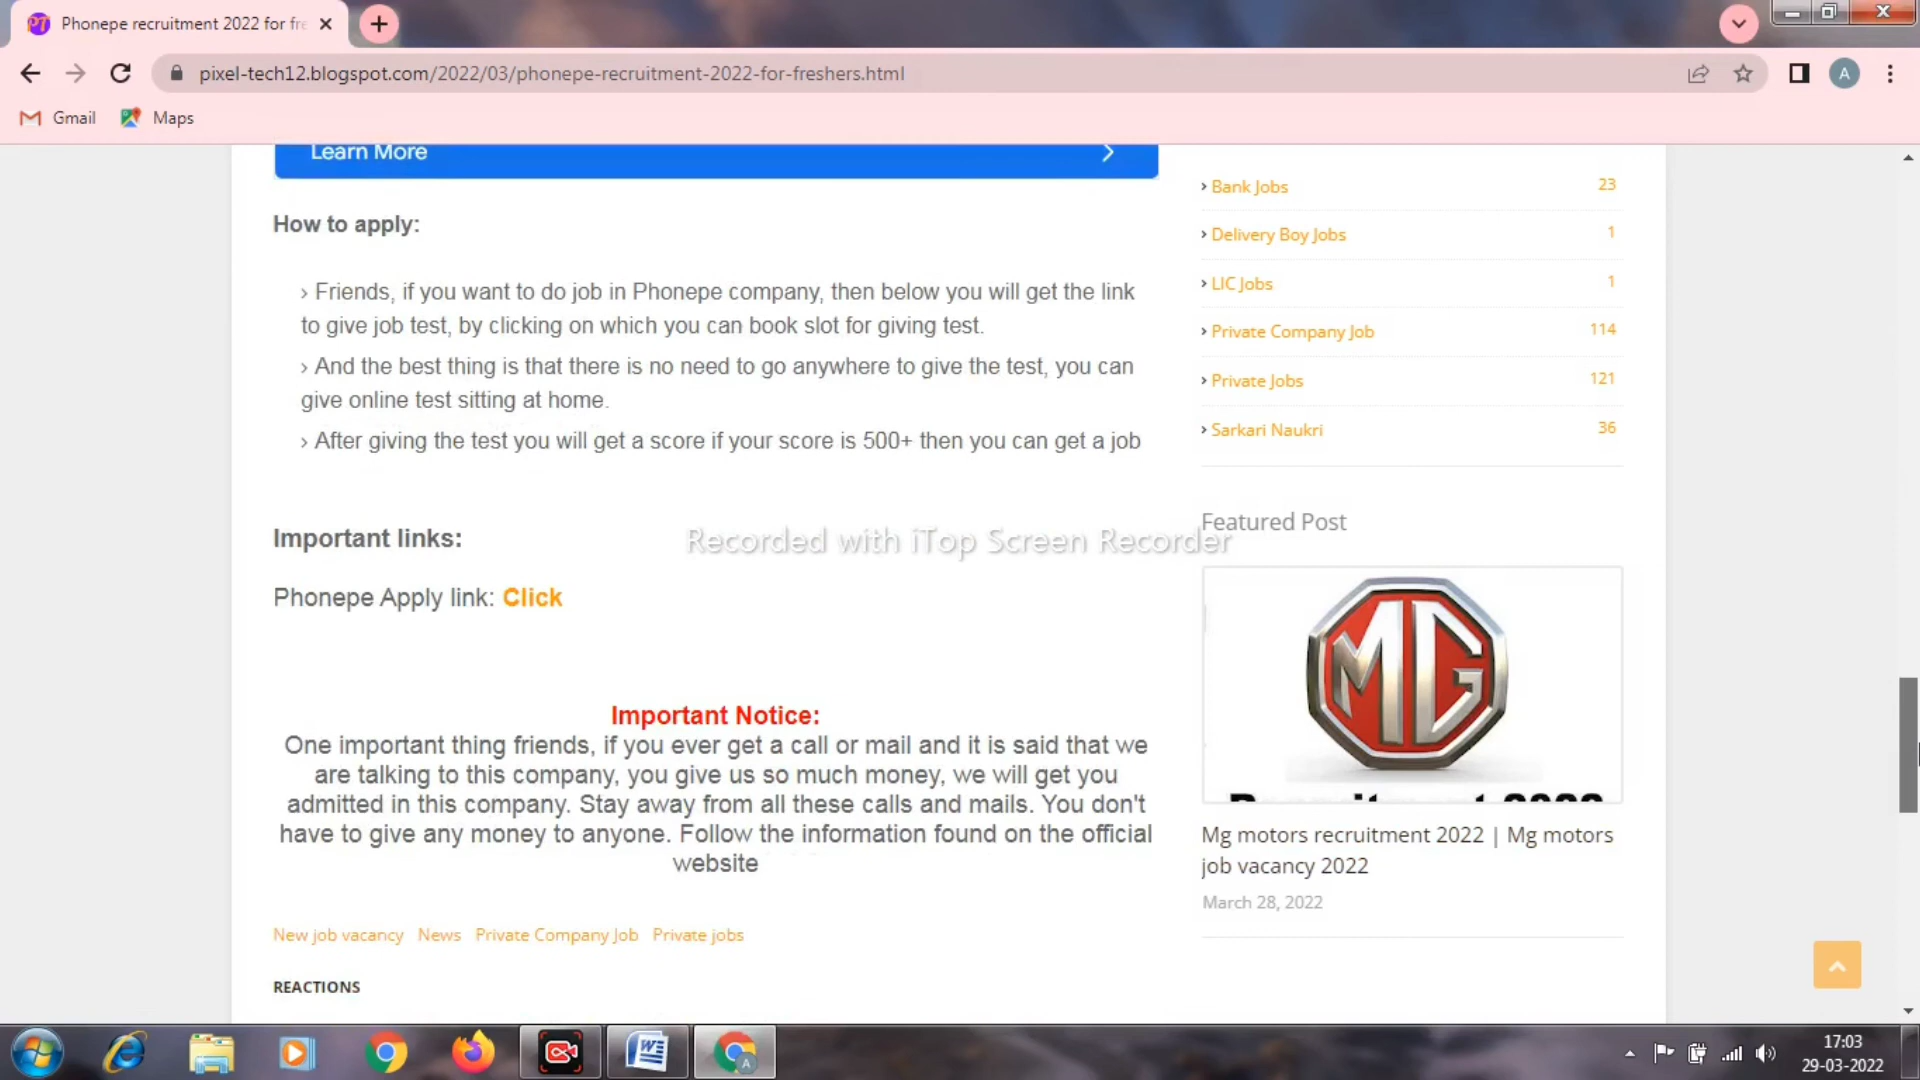 Phonepe recruitment 2022 for fre
pixel-tech12.blogspot.com/2022/03/phonepe-recruitment-2022-for-freshers.html
A
Gmail
Maps
Learn More
How to apply:
› Friends, if you want to do job in Phonepe company, then below you will get the link
to give job test, by clicking on which you can book slot for giving test.
› And the best thing is that there is no need to go anywhere to give the test, you can
give online test sitting at home.
› After giving the test you will get a score if your score is 500+ then you can get a job
Important links:
Phonepe Apply link: Click
Important Notice:
One important thing friends, if you ever get a call or mail and it is said that we
are talking to this company, you give us so much money, we will get you
admitted in this company. Stay away from all these calls and mails. You don't
have to give any money to anyone. Follow the information found on the official
website
New job vacancy News Private Company Job Private jobs
REACTIONS
› Bank Jobs 23
› Delivery Boy Jobs 1
› LIC Jobs 1
› Private Company Job 114
› Private Jobs 121
› Sarkari Naukri 36
Featured Post
MG
Mg motors recruitment 2022 | Mg motors
job vacancy 2022
March 28, 2022
Recorded with iTop Screen Recorder
17:03
29-03-2022